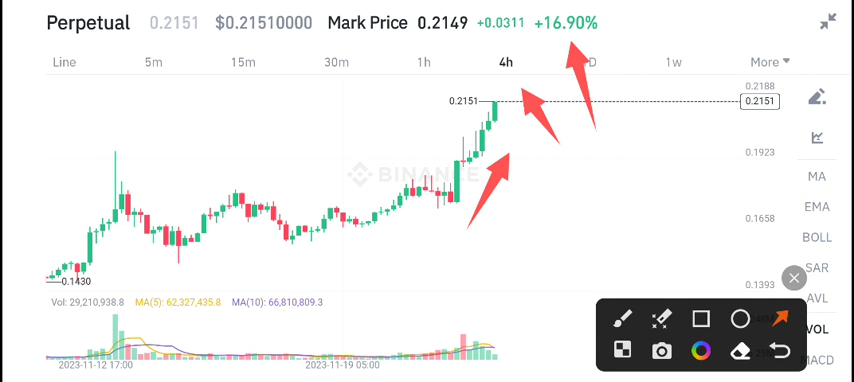 Perpetual 0.2151 $0.21510000 Mark Price 0.2149 +0.0311 +16.90%
Line 5m 15m 30m 1h 4h D 1w More
0.2188
0.2151 0.2151
0.1923
BINANCE
MA
EMA
0.1658
BOLL
SAR
0.1430 0.1393
AVL
Vol: 29,210,938.8 MA(5): 62,327,435.8 MA(10): 66,810,809.3
VOL
MACD
2023-11-12 17:00 2023-11-19 05:00